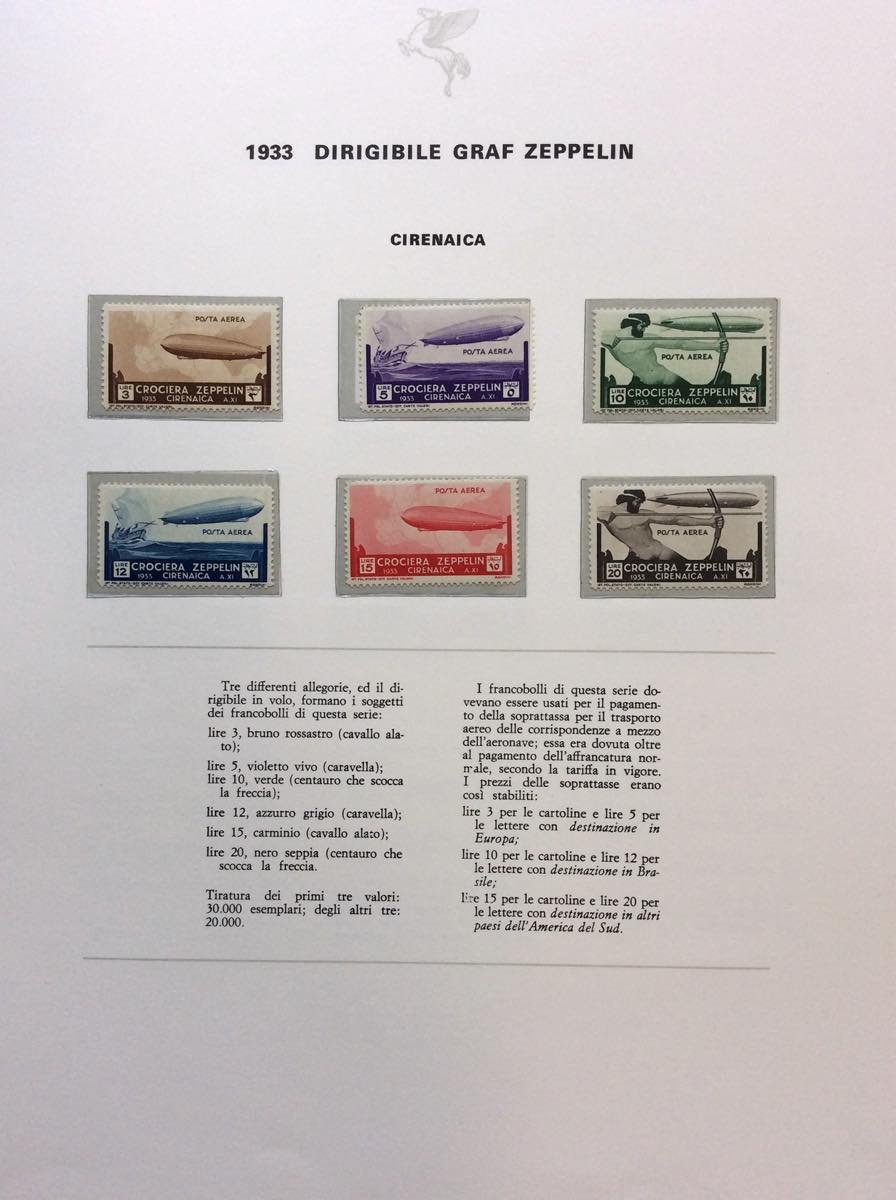 1933 DIRIGIBILE GRAF ZEPPELIN
CIRENAICA
POSTA AEREA
LIRE
3
CROCIERA ZEPPELIN
1933 CIRENAICA A.XI
٣
POSTA AEREA
LIRE
5
CROCIERA ZEPPELIN
1933 CIRENAICA A.XI
٥
POSTA AEREA
LIRE
10
CROCIERA ZEPPELIN
1933 CIRENAICA A.XI
POSTA AEREA
LIRE
12
CROCIERA ZEPPELIN
1933 CIRENAICA A.XI
١٢
POSTA AEREA
LIRE
15
CROCIERA ZEPPELIN
1933 CIRENAICA A.XI
١٥
POSTA AEREA
LIRE
20
CROCIERA ZEPPELIN
1933 CIRENAICA A.XI
Tre differenti allegorie, ed il di-
rigibile in volo, formano i soggetti
dei francobolli di questa serie:
lire 3, bruno rossastro (cavallo ala-
to);
lire 5, violetto vivo (caravella);
lire 10, verde (centauro che scocca
la freccia);
lire 12, azzurro grigio (caravella);
lire 15, carminio (cavallo alato);
lire 20, nero seppia (centauro che
scocca la freccia.
Tiratura dei primi tre valori:
30.000 esemplari; degli altri tre:
20.000.
I francobolli di questa serie do-
vevano essere usati per il pagamen-
to della soprattassa per il trasporto
aereo delle corrispondenze a mezzo
dell'aeronave; essa era dovuta oltre
al pagamento dell'affrancatura nor-
male, secondo la tariffa in vigore.
I prezzi delle soprattasse erano
così stabiliti:
lire 3 per le cartoline e lire 5 per
le lettere con destinazione in
Europa;
lire 10 per le cartoline e lire 12 per
le lettere con destinazione in Bra-
sile;
lire 15 per le cartoline e lire 20 per
le lettere con destinazione in altri
paesi dell'America del Sud.